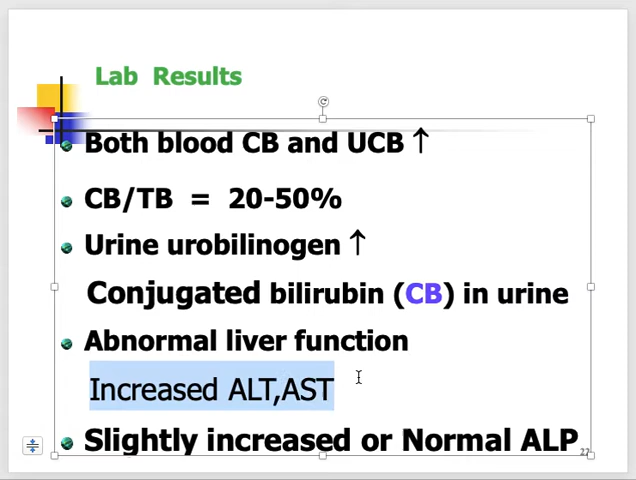 Lab Results
Both blood CB and UCB ↑
CB/TB = 20-50%
Urine urobilinogen ↑
Conjugated bilirubin (CB) in urine
Abnormal liver function
Increased ALT,AST
Slightly increased or Normal ALP
27